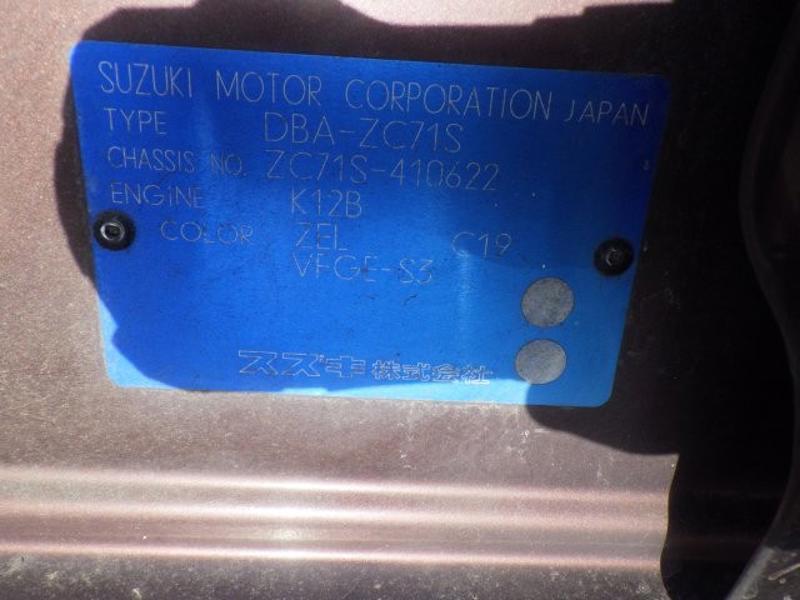 SUZUKI MOTOR CORPORATION JAPAN
TYPE DBA-ZC71S
CHASSIS NO. ZC71S-410622
ENGINE K12B
COLOR ZEL C19
VFGE-S3
スズキ株式会社